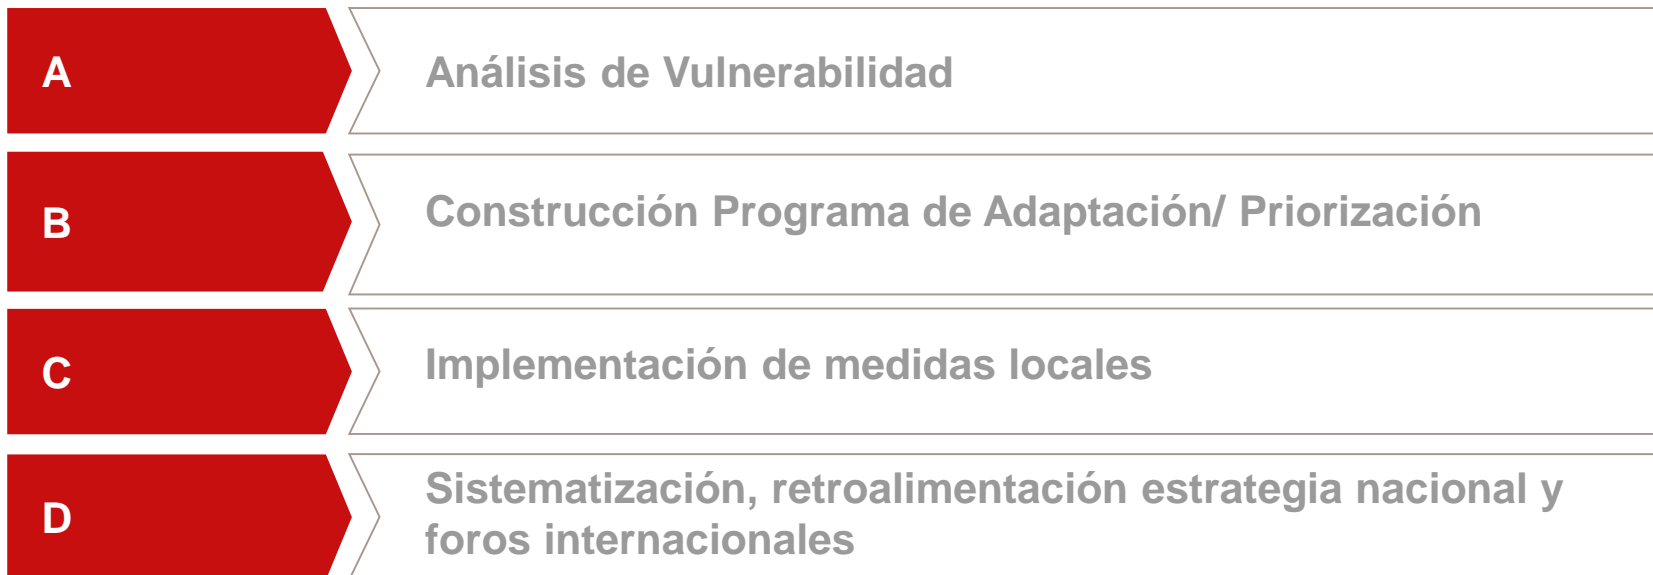 A
Análisis de Vulnerabilidad
B
Construcción Programa de Adaptación/ Priorización
C
Implementación de medidas locales
D
Sistematización, retroalimentación estrategia nacional y
foros internacionales